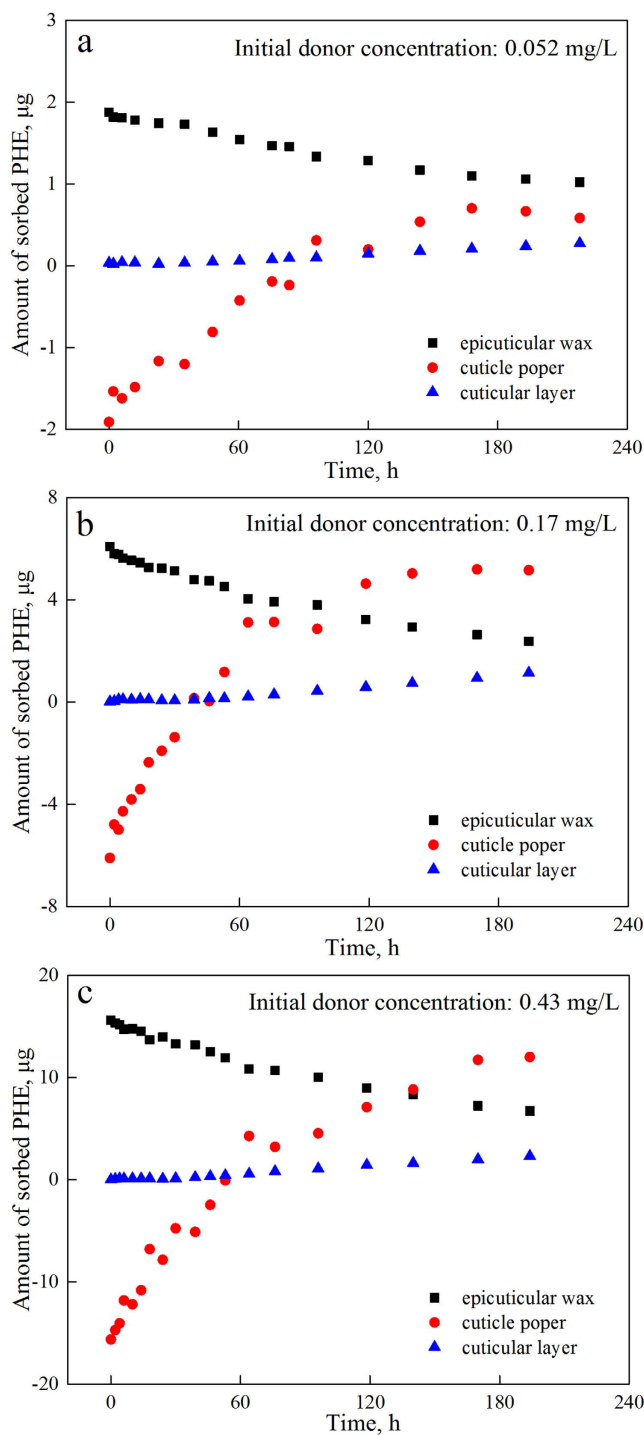 a
Initial donor concentration: 0.052 mg/L
Amount of sorbed PHE, μg
3
2
1
0
-1
-2
epicuticular wax
cuticle poper
cuticular layer
0 60 120 180 240
Time, h
b
Initial donor concentration: 0.17 mg/L
Amount of sorbed PHE, μg
8
4
0
-4
-8
epicuticular wax
cuticle poper
cuticular layer
0 60 120 180 240
Time, h
c
Initial donor concentration: 0.43 mg/L
Amount of sorbed PHE, μg
20
10
0
-10
-20
epicuticular wax
cuticle poper
cuticular layer
0 60 120 180 240
Time, h